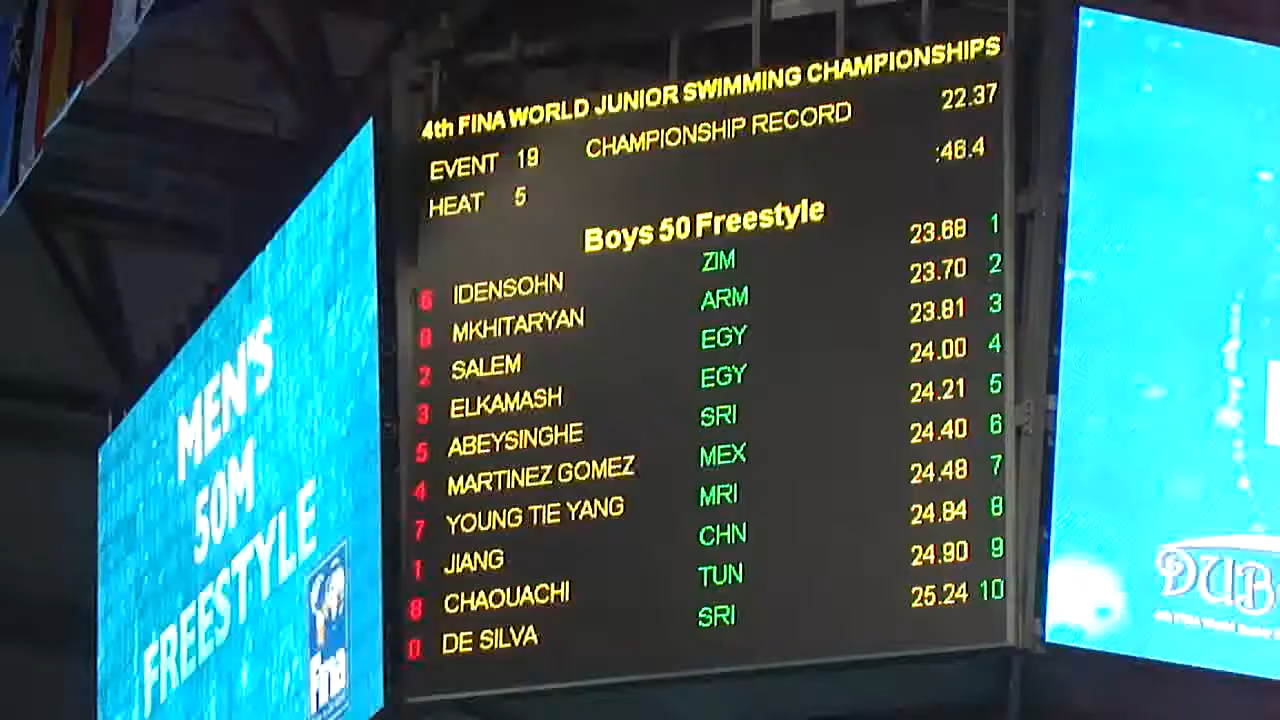 4th FINA WORLD JUNIOR SWIMMING CHAMPIONSHIPS
EVENT 19 CHAMPIONSHIP RECORD 22.37
HEAT 5 :46.4
Boys 50 Freestyle
6 IDENSOHN ZIM 23.68 1
MKHITARYAN ARM 23.70 2
2 SALEM EGY 23.81 3
3 ELKAMASH EGY 24.00 4
5 ABEYSINGHE SRI 24.21 5
4 MARTINEZ GOMEZ MEX 24.40 6
7 YOUNG TIE YANG MRI 24.48 7
1 JIANG CHN 24.84 8
8 CHAOUACHI TUN 24.90 9
0 DE SILVA SRI 25.24 10
MEN'S
50M
FREESTYLE
fina
DUB